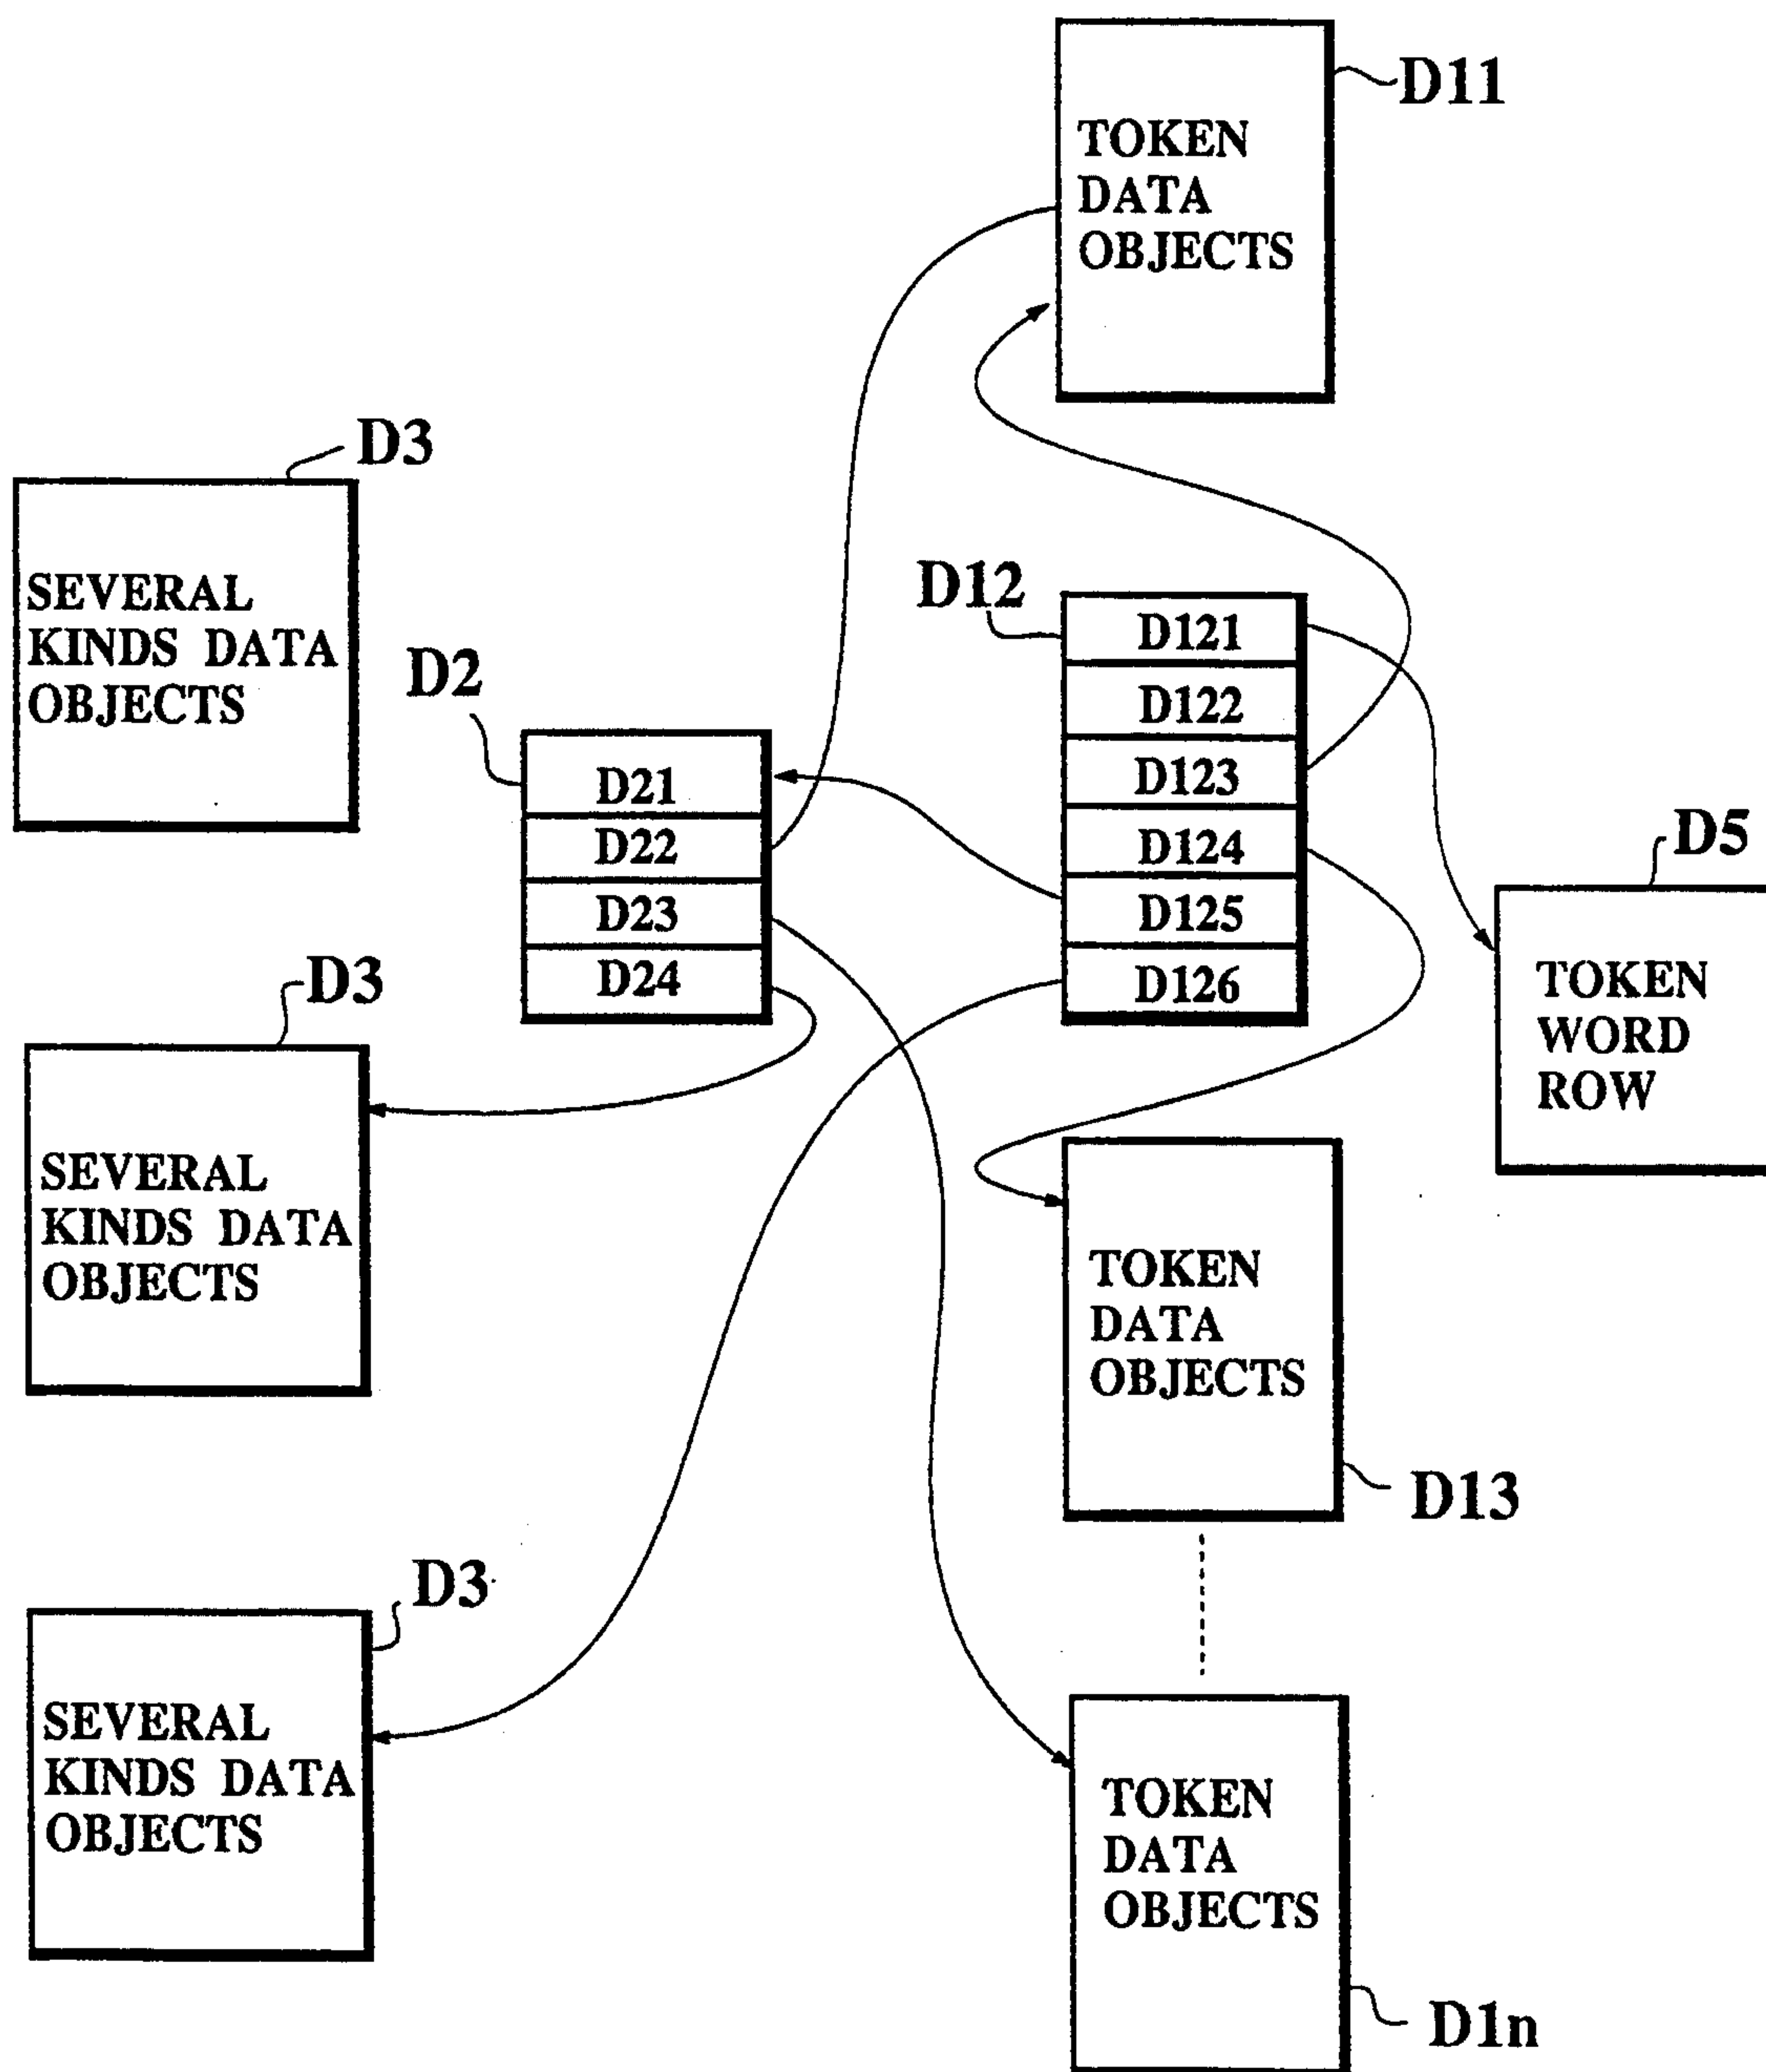 D11
TOKEN
DATA
OBJECTS
D3
SEVERAL
KINDS DATA
OBJECTS
D12
D121
D122
D123
D124
D125
D126
D2
D21
D22
D23
D24
D5
TOKEN
WORD
ROW
D3
SEVERAL
KINDS DATA
OBJECTS
TOKEN
DATA
OBJECTS
D13
D3
SEVERAL
KINDS DATA
OBJECTS
TOKEN
DATA
OBJECTS
D1n